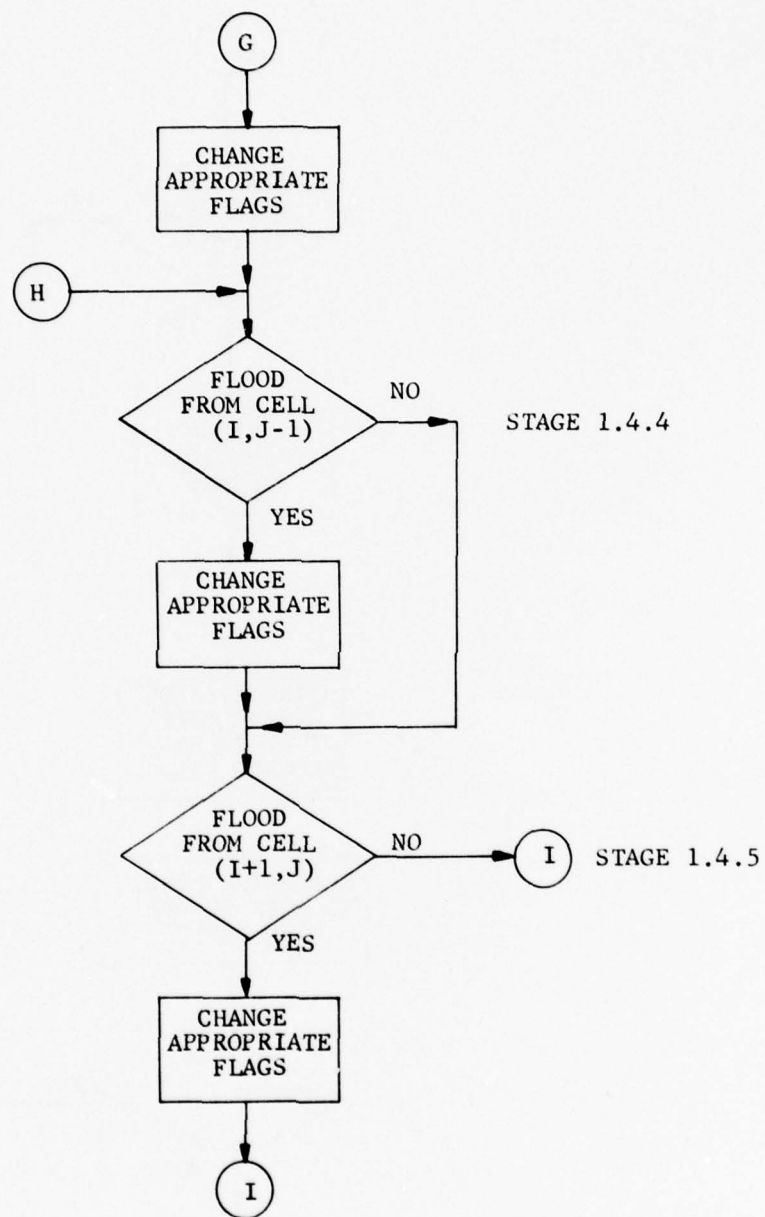 G
CHANGE
APPROPRIATE
FLAGS
H
FLOOD
FROM CELL
(I,J-1)
NO
STAGE 1.4.4
YES
CHANGE
APPROPRIATE
FLAGS
FLOOD
FROM CELL
(I+1,J)
NO
I
STAGE 1.4.5
YES
CHANGE
APPROPRIATE
FLAGS
I